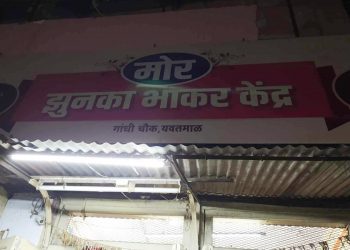 मोर
झुनका भाकर केंद्र
गांधी चौक, यवतमाळ